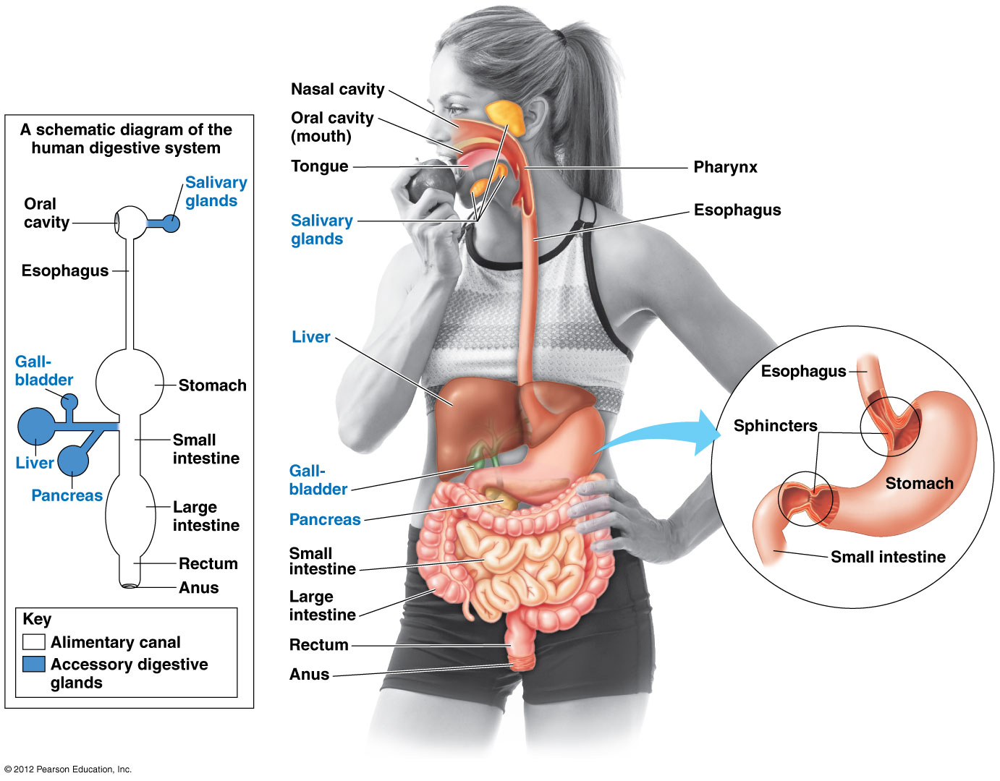 A schematic diagram of the
human digestive system
Oral
cavity
Salivary
glands
Esophagus
Gall-
bladder
Stomach
Liver
Small
intestine
Pancreas
Large
intestine
Rectum
Anus
Key
Alimentary canal
Accessory digestive
glands
Nasal cavity
Oral cavity
(mouth)
Tongue
Salivary
glands
Liver
Gall-
bladder
Pancreas
Small
intestine
Large
intestine
Rectum
Anus
Pharynx
Esophagus
Esophagus
Sphincters
Stomach
Small intestine
© 2012 Pearson Education, Inc.